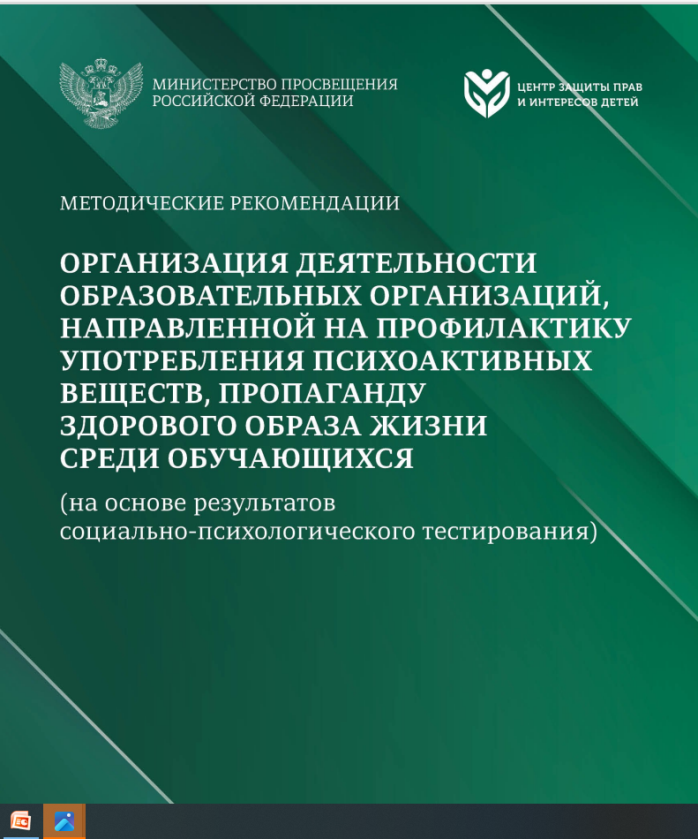 МИНИСТЕРСТВО ПРОСВЕЩЕНИЯ
РОССИЙСКОЙ ФЕДЕРАЦИИ
ЦЕНТР ЗАЩИТЫ ПРАВ
И ИНТЕРЕСОВ ДЕТЕЙ
МЕТОДИЧЕСКИЕ РЕКОМЕНДАЦИИ
ОРГАНИЗАЦИЯ ДЕЯТЕЛЬНОСТИ
ОБРАЗОВАТЕЛЬНЫХ ОРГАНИЗАЦИЙ,
НАПРАВЛЕННОЙ НА ПРОФИЛАКТИКУ
УПОТРЕБЛЕНИЯ ПСИХОАКТИВНЫХ
ВЕЩЕСТВ, ПРОПАГАНДУ
ЗДОРОВОГО ОБРАЗА ЖИЗНИ
СРЕДИ ОБУЧАЮЩИХСЯ
(на основе результатов
социально-психологического тестирования)